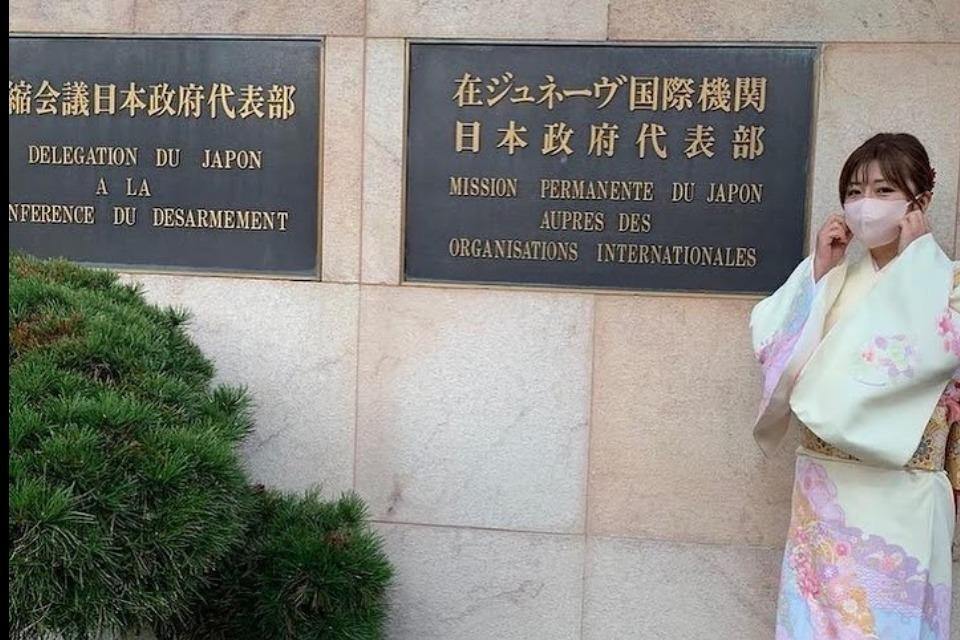 縮会議日本政府代表部
DELEGATION DU JAPON
A LA
NFERENCE DU DESARMEMENT
在ジュネーヴ国際機関
日本政府代表部
MISSION PERMANENTE DU JAPON
AUPRES DES
ORGANISATIONS INTERNATIONALES